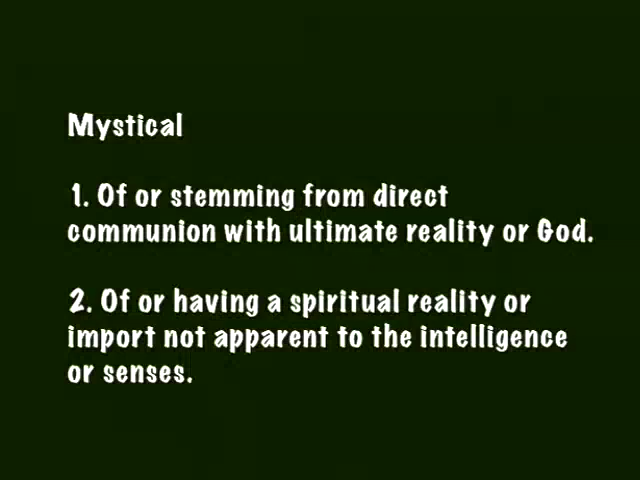 Mystical
1. Of or stemming from direct
communion with ultimate reality or God.
2. Of or having a spiritual reality or
import not apparent to the intelligence
or senses.